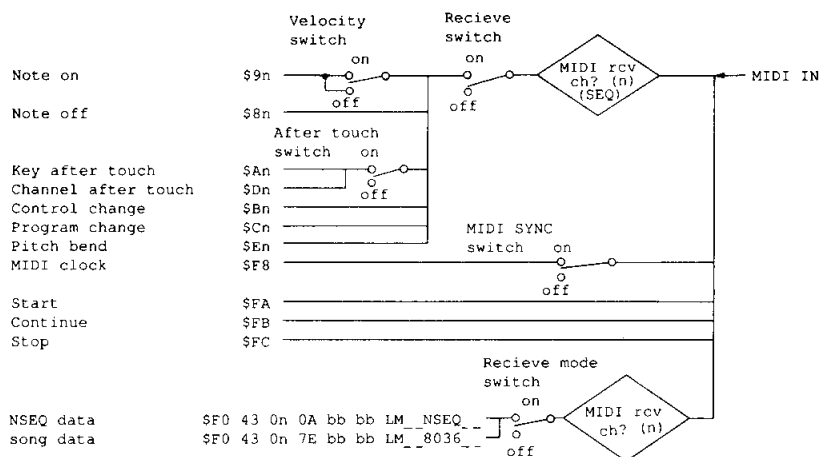 Velocity switch
Recieve switch
on
on
Note on $9n
MIDI rcv ch? (n) (SEQ)
MIDI IN
off
off
Note off $8n
After touch switch
on
Key after touch $An
Channel after touch $Dn
off
Control change $Bn
Program change $Cn
MIDI SYNC switch
on
Pitch bend $En
MIDI clock $F8
off
Start $FA
Continue $FB
Stop $FC
Recieve mode switch
on
NSEQ data $F0 43 0n 0A bb bb LM__NSEQ__
MIDI rcv ch? (n)
song data $F0 43 0n 7E bb bb LM__8036__
off